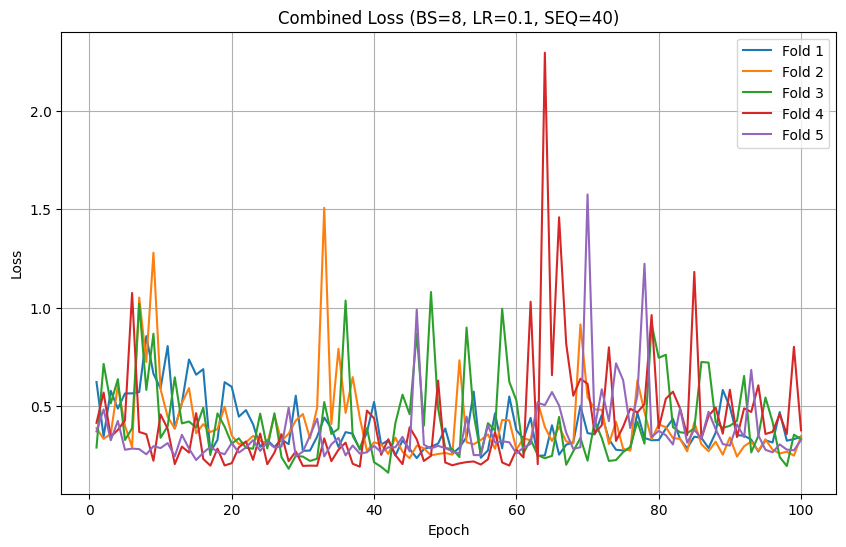 Combined Loss (BS=8, LR=0.1, SEQ=40)
Fold 1
Fold 2
Fold 3
Fold 4
Fold 5
2.0
1.5
1.0
0.5
Loss
0 20 40 60 80 100
Epoch